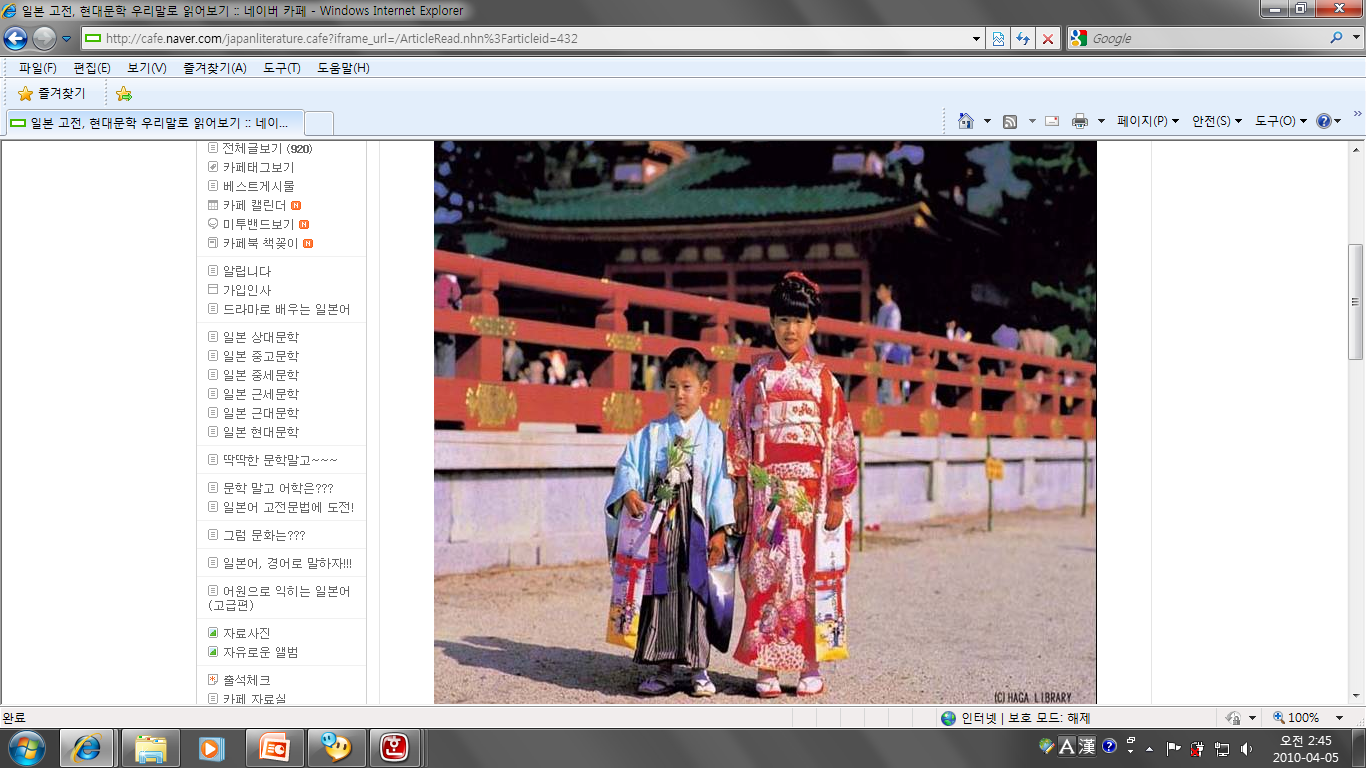 일본 고전, 현대문학 우리말로 읽어보기 :: 네이버 카페 - Windows Internet Explorer
http://cafe.naver.com/japanliterature.cafe?iframe_url=/ArticleRead.nhn%3Farticleid=432
Google
파일(F) 편집(E) 보기(V) 즐겨찾기(A) 도구(T) 도움말(H)
즐겨찾기
일본 고전, 현대문학 우리말로 읽어보기 :: 네이...
페이지(P) 안전(S) 도구(O)
전체글보기 (920)
카페태그보기
베스트게시물
카페 캘린더 N
미투밴드보기 N
카페북 책꽂이 N
알립니다
가입인사
드라마로 배우는 일본어
일본 상대문학
일본 중고문학
일본 중세문학
일본 근세문학
일본 근대문학
일본 현대문학
딱딱한 문학말고~~~
문학 말고 어학은???
일본어 고전문법에 도전!
그럼 문화는???
일본어, 경어로 말하자!!!
어원으로 익히는 일본어
(고급편)
자료사진
자유로운 앨범
출석체크
카페 자료실
(C)HAGA LIBRARY
완료
인터넷 | 보호 모드: 해제
100%
A 漢
오전 2:45
2010-04-05